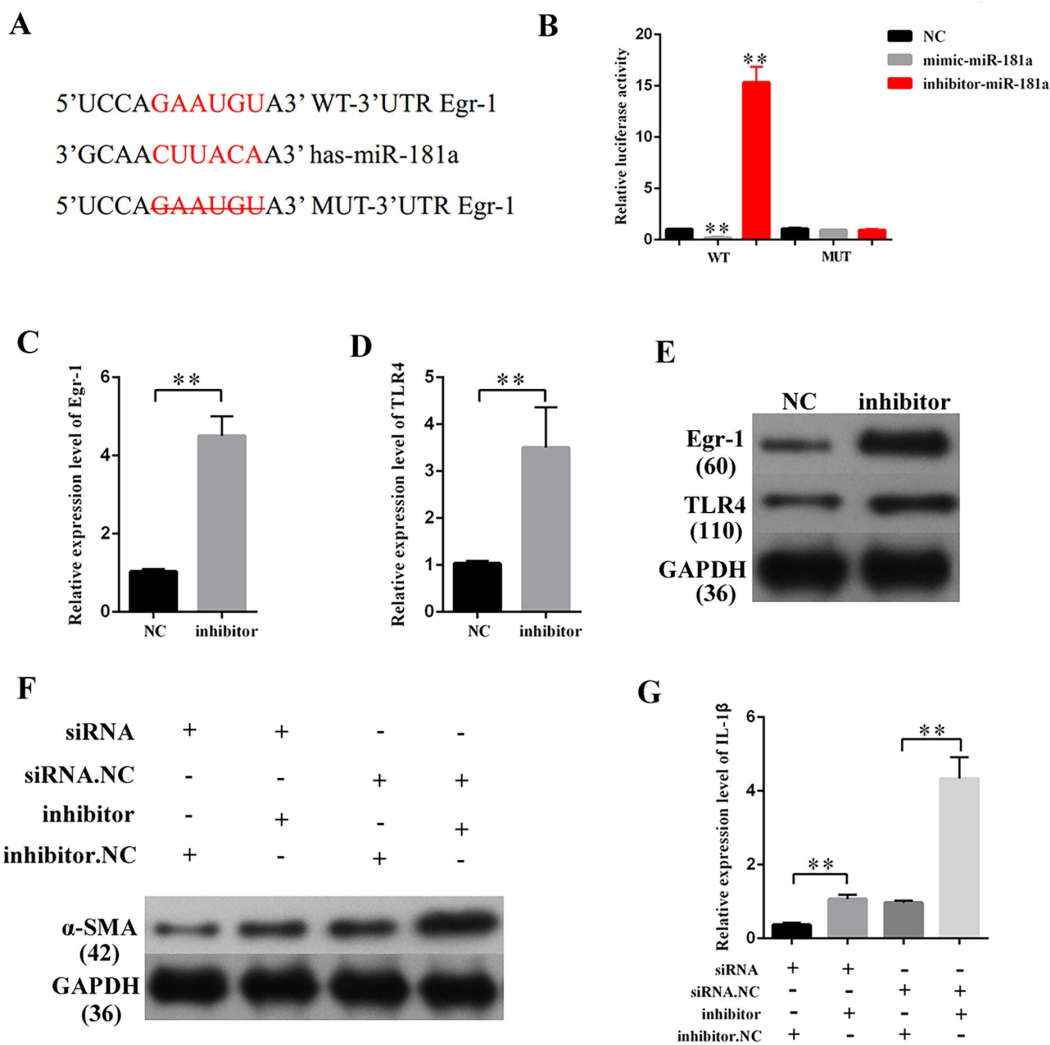 A
5’UCCAGAAUGUA3’ WT-3’UTR Egr-1
3’GCAACUUACAA3’ has-miR-181a
5’UCCAGAAUGUA3’ MUT-3’UTR Egr-1
B
Relative luciferase activity
20
15
10
5
0
**
**
WT
MUT
NC
mimic-miR-181a
inhibitor-miR-181a
C
Relative expression level of Egr-1
6
4
2
0
**
NC inhibitor
D
Relative expression level of TLR4
5
4
3
2
1
0
**
NC inhibitor
E
NC inhibitor
Egr-1
(60)
TLR4
(110)
GAPDH
(36)
F
siRNA + + - -
siRNA.NC - - + +
inhibitor - + - +
inhibitor.NC + - + -
α-SMA
(42)
GAPDH
(36)
G
Relative expression level of IL-1β
6
4
2
0
**
**
siRNA + + - -
siRNA.NC - - + +
inhibitor - + - +
inhibitor.NC + - + -